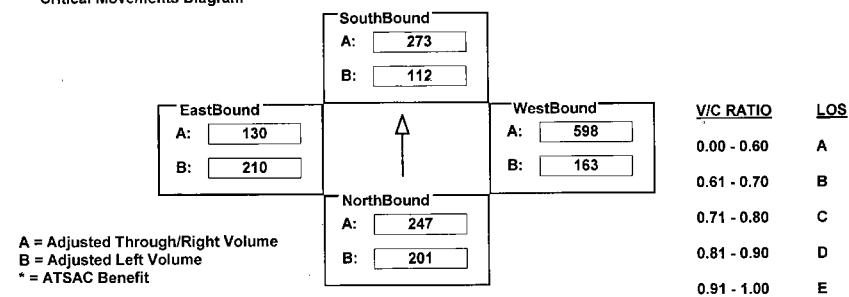 Critical Movements Diagram
SouthBound
A: 273
B: 112
EastBound
A: 130
B: 210
WestBound
A: 598
B: 163
NorthBound
A: 247
B: 201
A = Adjusted Through/Right Volume
B = Adjusted Left Volume
* = ATSAC Benefit
V/C RATIO LOS
0.00 - 0.60 A
0.61 - 0.70 B
0.71 - 0.80 C
0.81 - 0.90 D
0.91 - 1.00 E